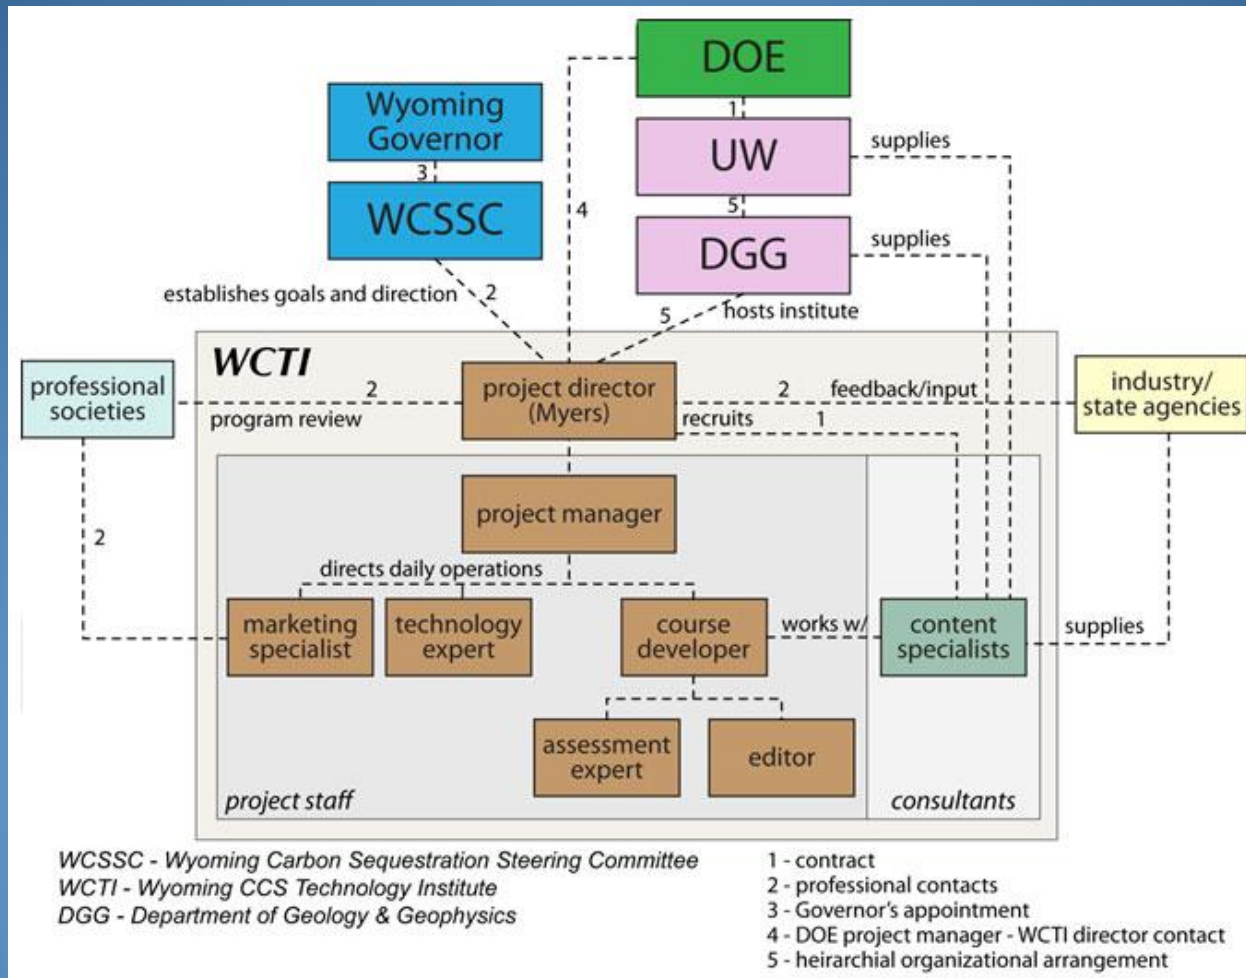 DOE
Wyoming
Governor
1
UW
supplies
3
WCSSC
4
5
DGG
supplies
establishes goals and direction
2
5
hosts institute
WCTI
professional
societies
2
program review
project director
(Myers)
2
feedback/input
industry/
state agencies
recruits
1
project manager
2
directs daily operations
marketing
specialist
technology
expert
course
developer
works w/
content
specialists
supplies
assessment
expert
editor
project staff
consultants
WCSSC - Wyoming Carbon Sequestration Steering Committee
WCTI - Wyoming CCS Technology Institute
DGG - Department of Geology & Geophysics
1 - contract
2 - professional contacts
3 - Governor's appointment
4 - DOE project manager - WCTI director contact
5 - heirarchial organizational arrangement